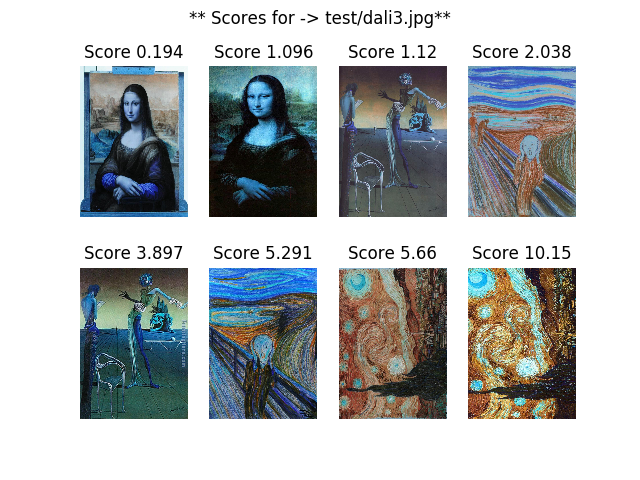 ** Scores for -> test/dali3.jpg**
Score 0.194
Score 1.096
Score 1.12
Score 2.038
Score 3.897
Score 5.291
Score 5.66
Score 10.15